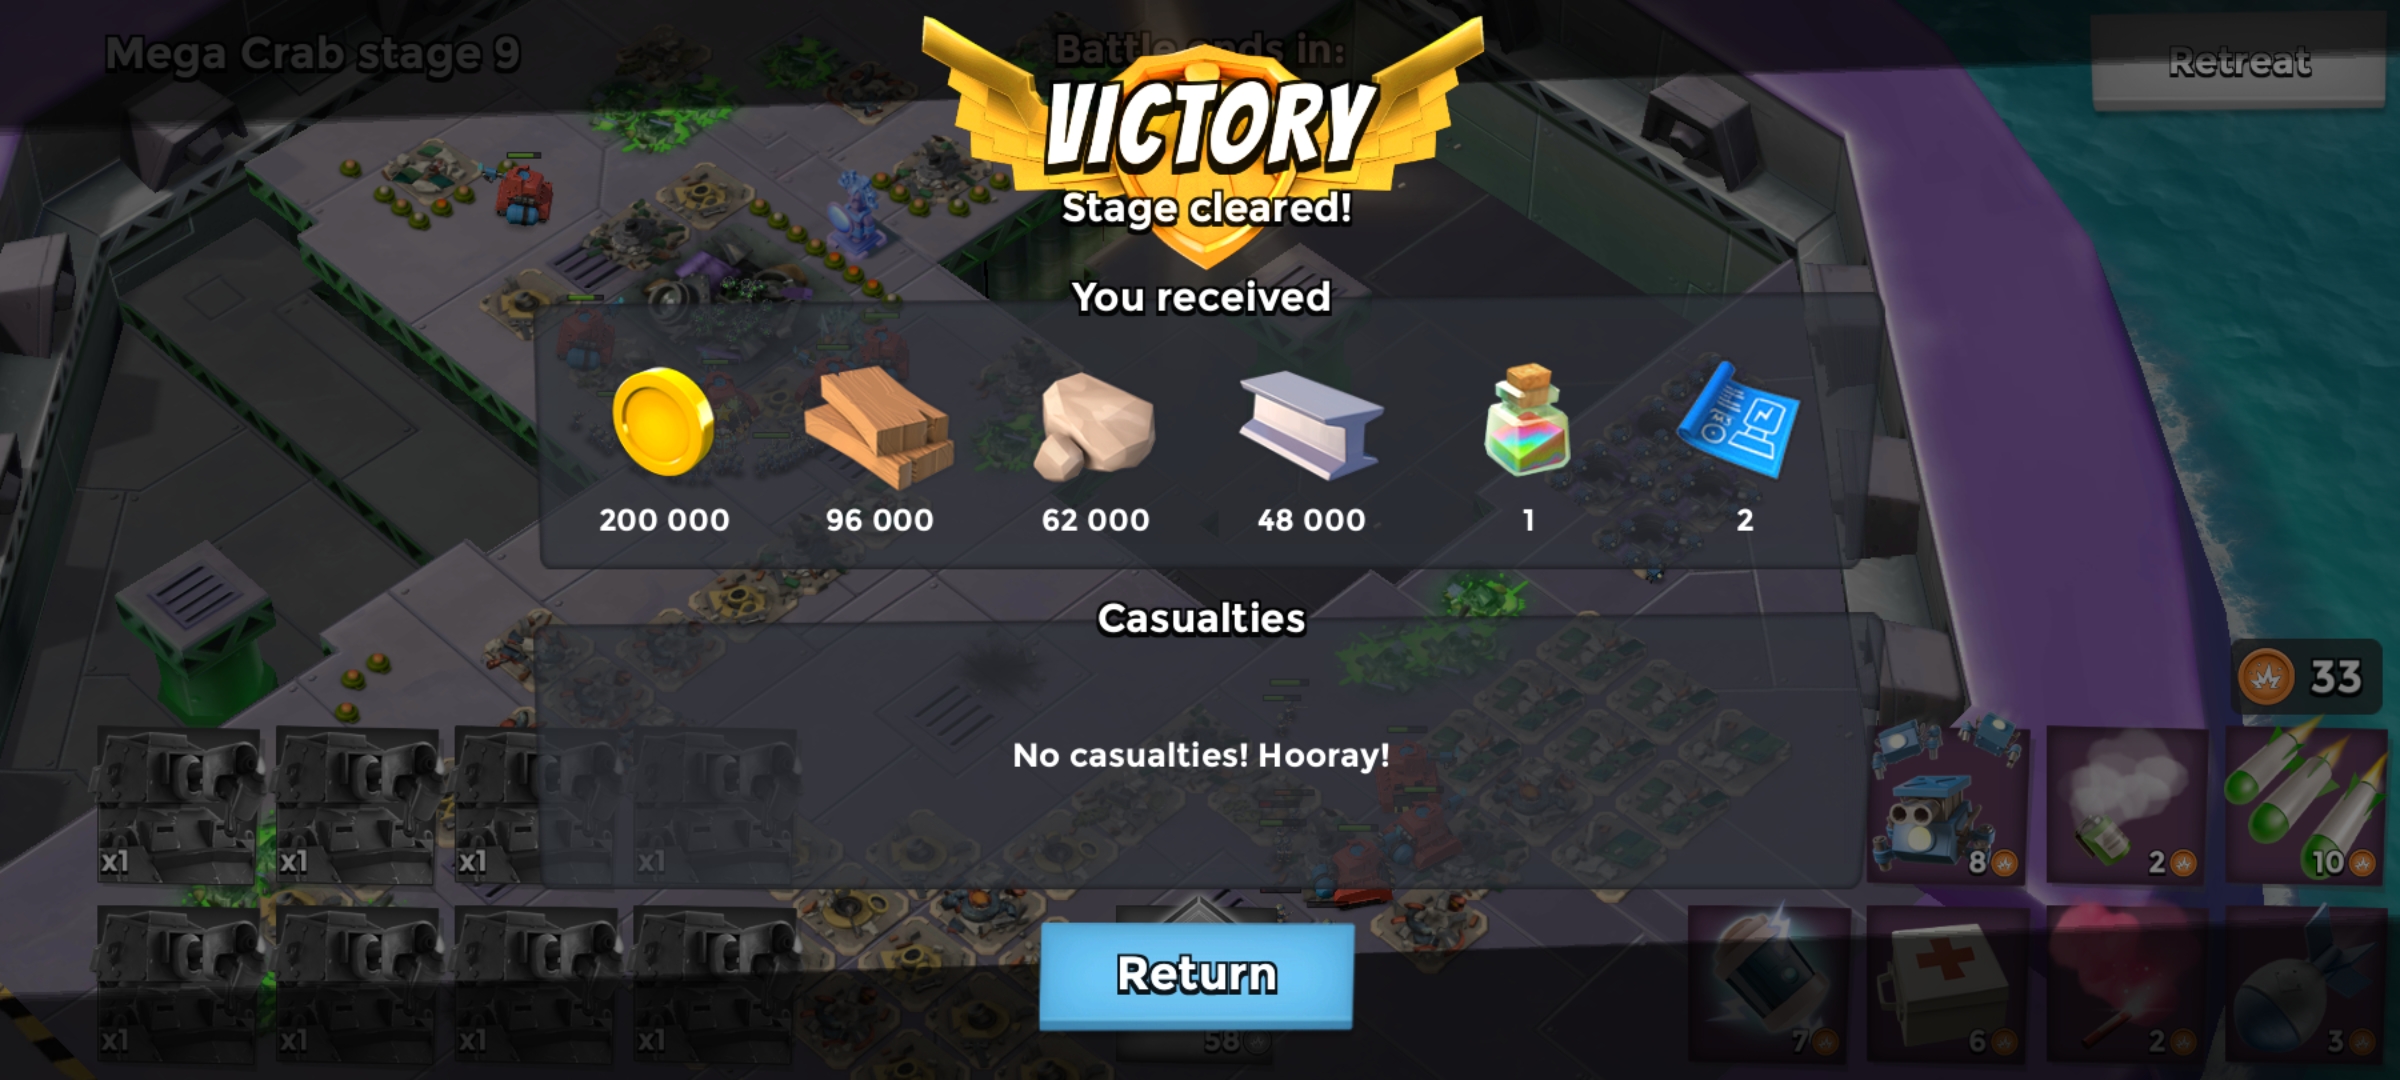 Mega Crab stage 9
Battle ends in:
Retreat
VICTORY
Stage cleared!
You received
200 000
96 000
62 000
48 000
1
2
Casualties
No casualties! Hooray!
33
x1
x1
x1
x1
8
2
10
x1
x1
x1
x1
Return
58
7
6
2
3